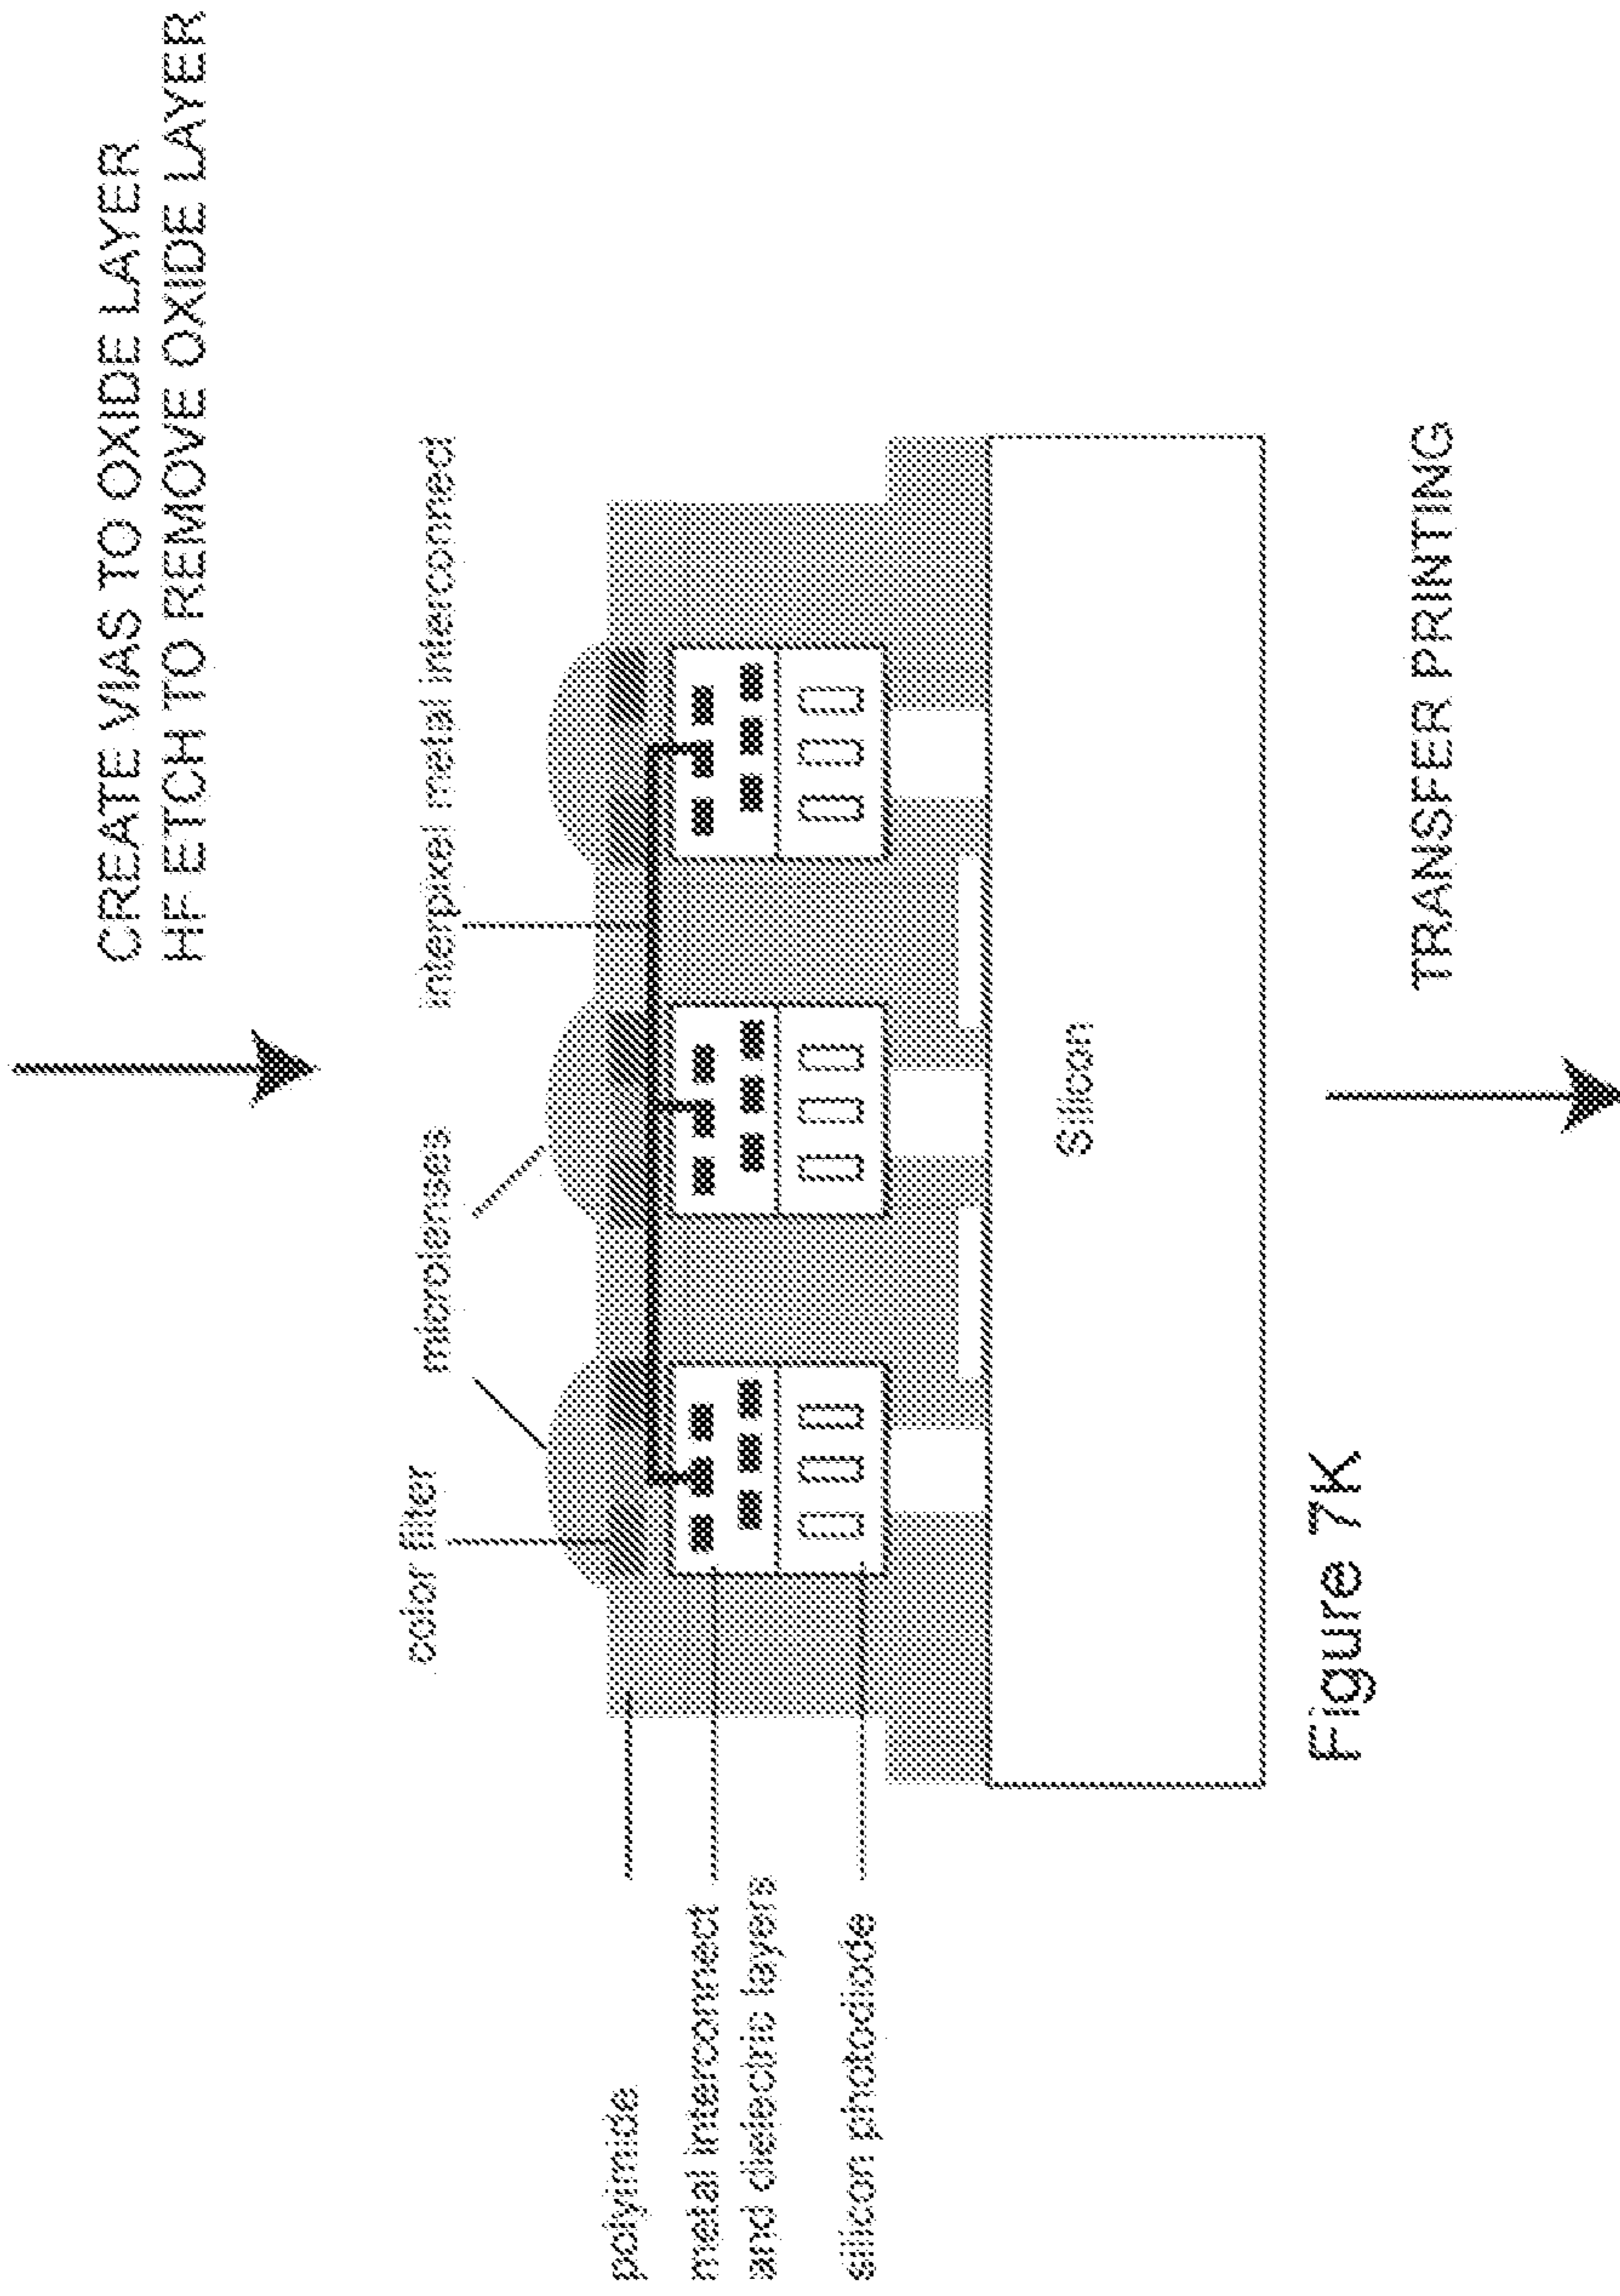 CREATE VIAS TO OXIDE LAYER
HF ETCH TO REMOVE OXIDE LAYER
color filter
microlenses
interpixel metal interconnect
polyimide
metal interconnect
and dielectric layers
silicon photodiode
Silicon
Figure 7K
TRANSFER PRINTING